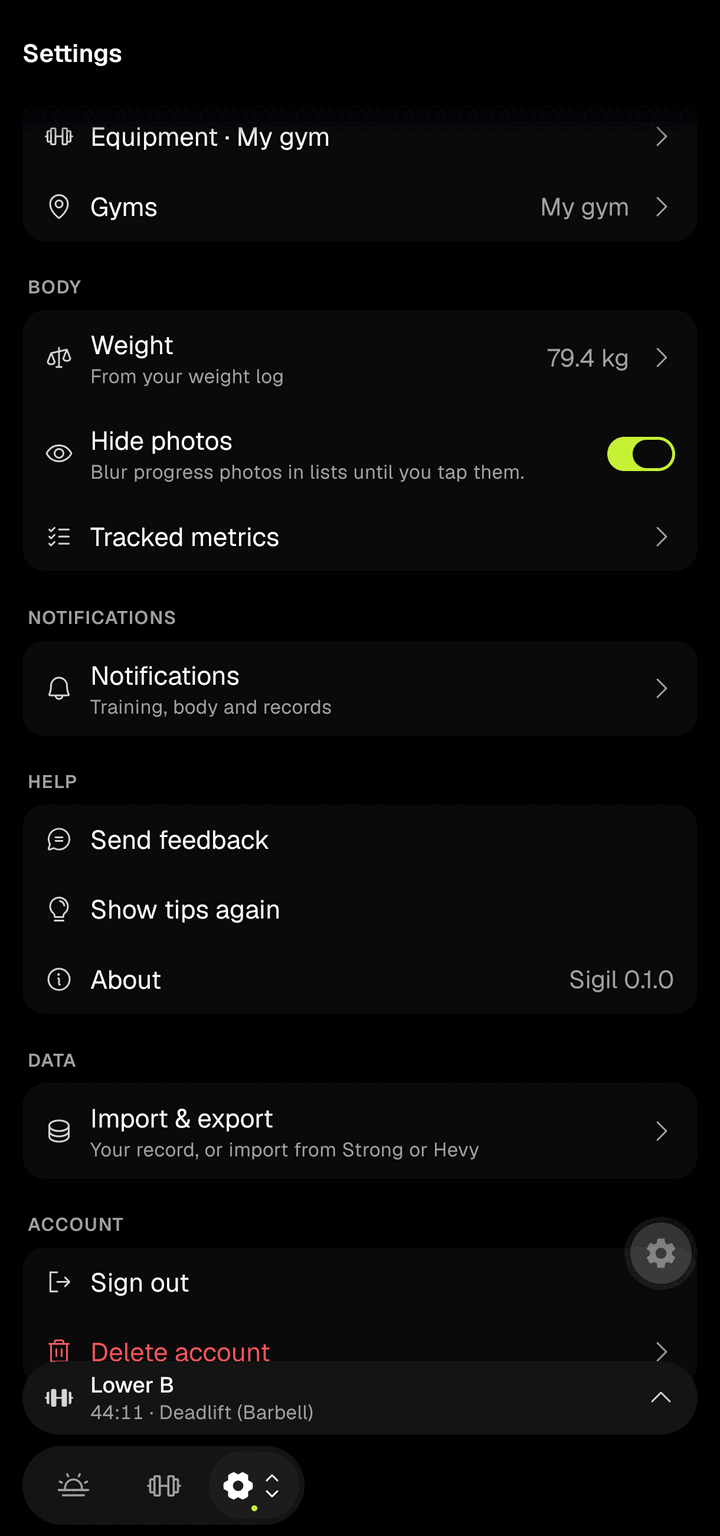 Settings
Equipment · My gym
Gyms
My gym
BODY
Weight
From your weight log
79.4 kg
Hide photos
Blur progress photos in lists until you tap them.
Tracked metrics
NOTIFICATIONS
Notifications
Training, body and records
HELP
Send feedback
Show tips again
About
Sigil 0.1.0
DATA
Import & export
Your record, or import from Strong or Hevy
ACCOUNT
Sign out
Delete account
Lower B
44:11 · Deadlift (Barbell)